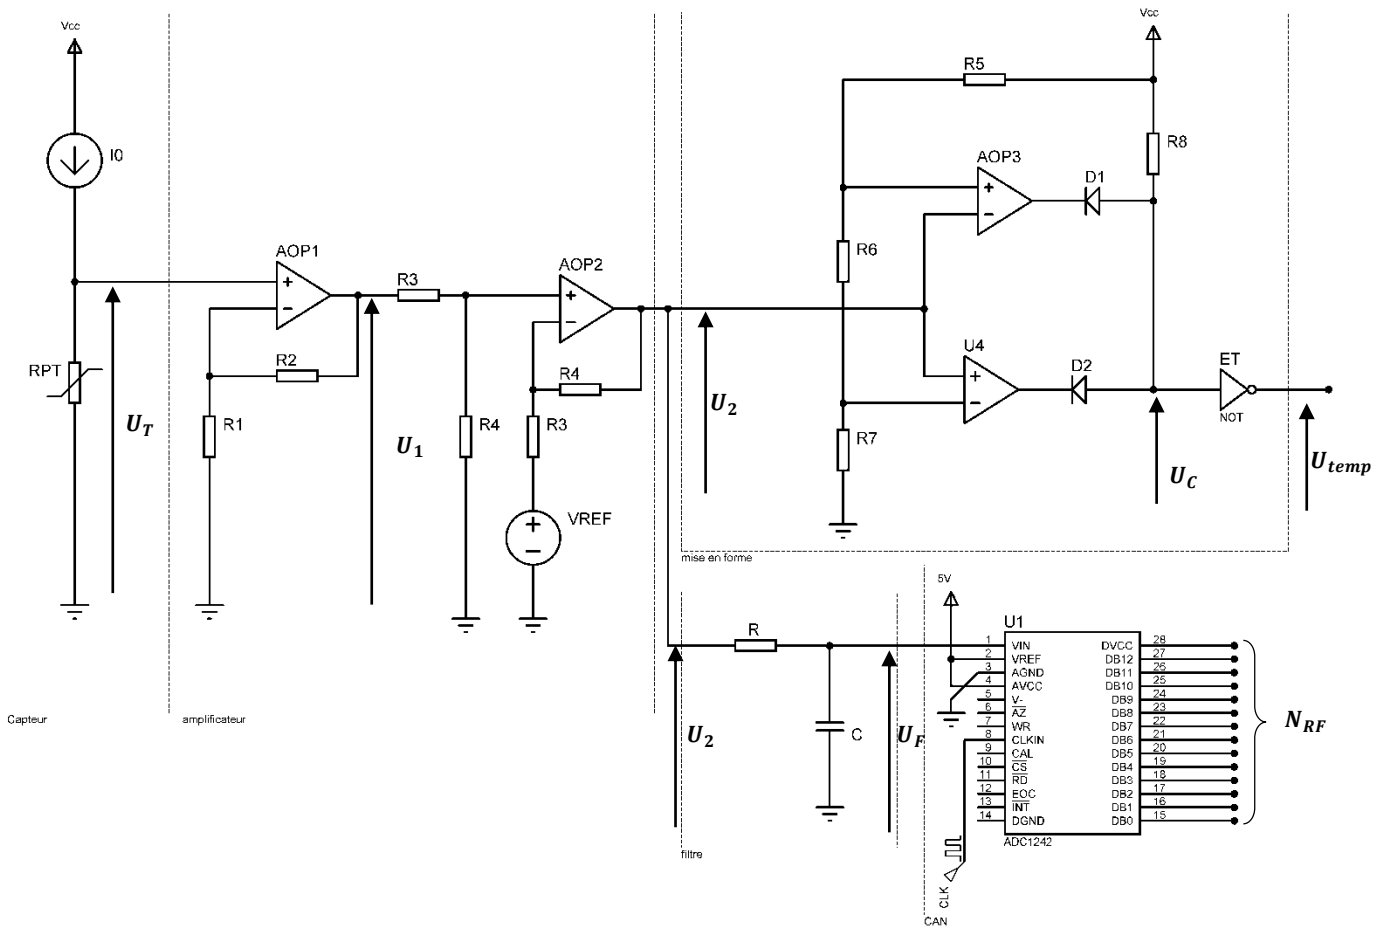 Vcc
I0
RPT
U_T
Capteur
AOP1
R2
R1
U_1
R3
R4
AOP2
R4
R3
VREF
amplificateur
U_2
Vcc
R5
R8
AOP3
D1
R6
U4
D2
R7
ET
NOT
U_C
U_temp
mise en forme
U_2
R
C
U_F
filtre
5V
U1
1 VIN DVCC 28
2 VREF DB12 27
3 AGND DB11 26
4 AVCC DB10 25
5 V- DB9 24
6 AZ DB8 23
7 WR DB7 22
8 CLKIN DB6 21
9 CAL DB5 20
10 CS DB4 19
11 RD DB3 18
12 EOC DB2 17
13 INT DB1 16
14 DGND DB0 15
ADC1242
N_RF
CLK
CAN